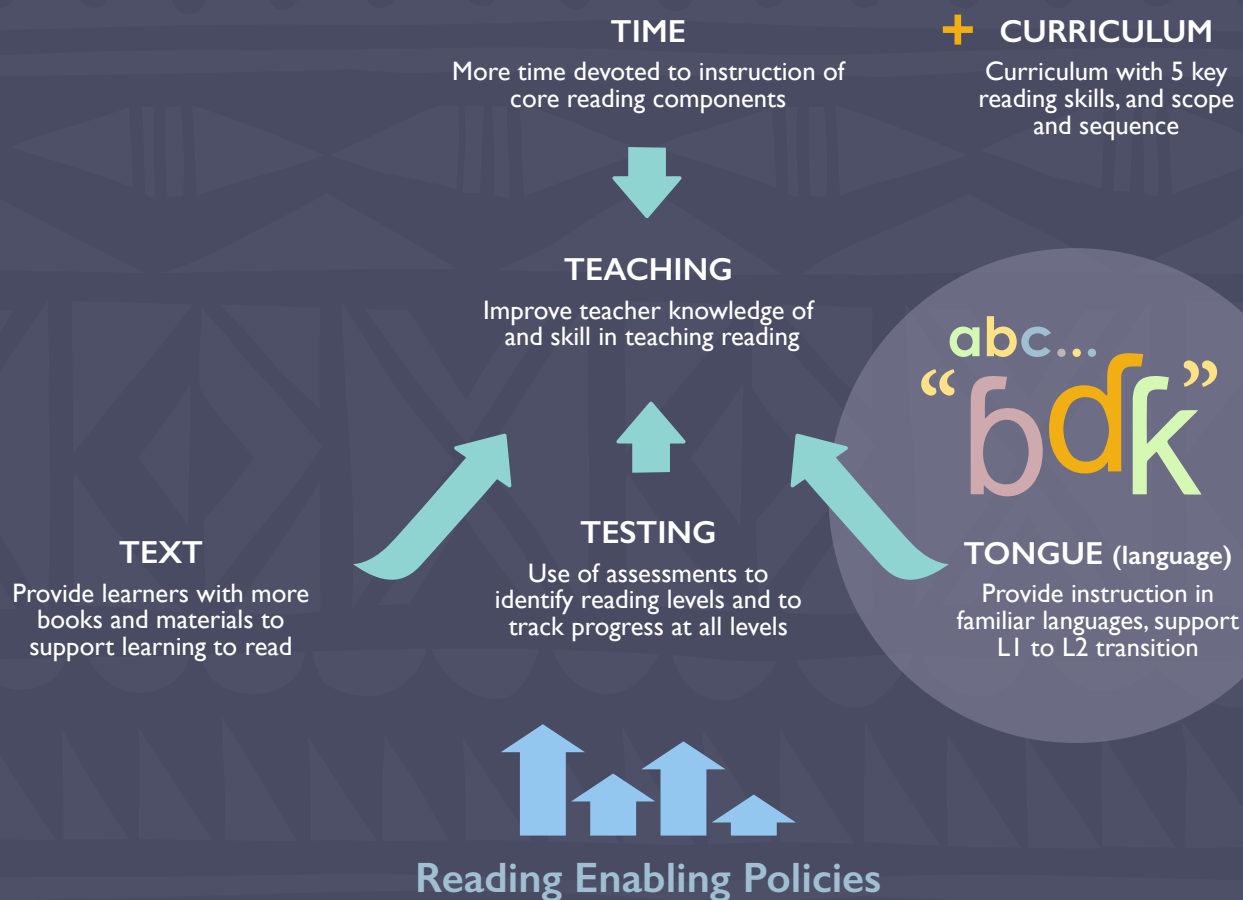 TIME
More time devoted to instruction of
core reading components
+ CURRICULUM
Curriculum with 5 key
reading skills, and scope
and sequence
TEACHING
Improve teacher knowledge of
and skill in teaching reading
abc...
“ɓɗƙ”
TEXT
Provide learners with more
books and materials to
support learning to read
TESTING
Use of assessments to
identify reading levels and to
track progress at all levels
TONGUE (language)
Provide instruction in
familiar languages, support
L1 to L2 transition
Reading Enabling Policies